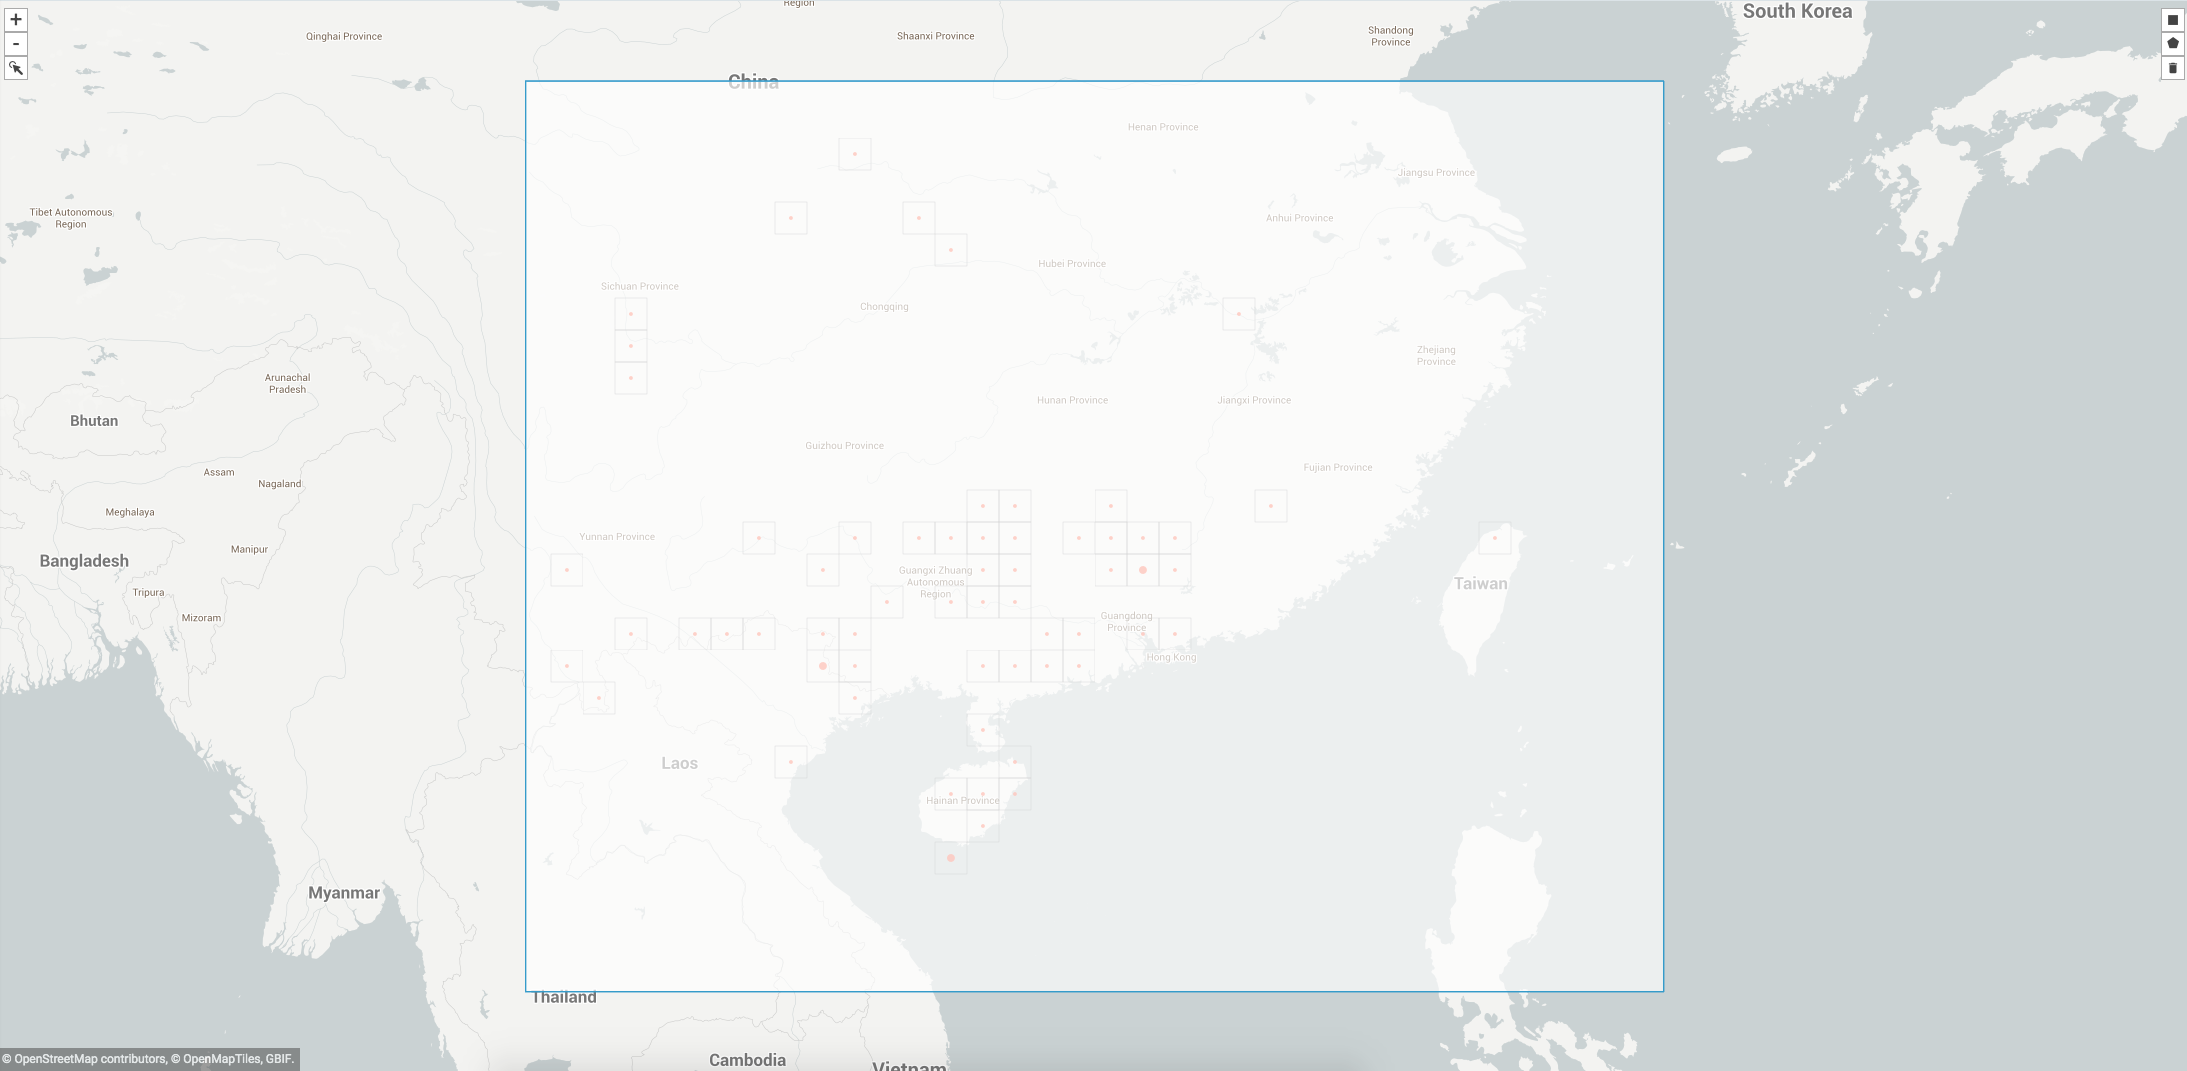 Region
+
-
Qinghai Province
Shaanxi Province
Shandong
Province
South Korea
China
Henan Province
Jiangsu Province
Tibet Autonomous
Region
Anhui Province
Hubei Province
Sichuan Province
Chongqing
Zhejiang
Province
Arunachal
Pradesh
Bhutan
Hunan Province
Jiangxi Province
Guizhou Province
Assam
Fujian Province
Nagaland
Meghalaya
Yunnan Province
Manipur
Bangladesh
Guangxi Zhuang
Autonomous
Region
Taiwan
Tripura
Mizoram
Guangdong
Province
Hong Kong
Laos
Hainan Province
Myanmar
Thailand
© OpenStreetMap contributors, © OpenMapTiles, GBIF.
Cambodia
Vietnam